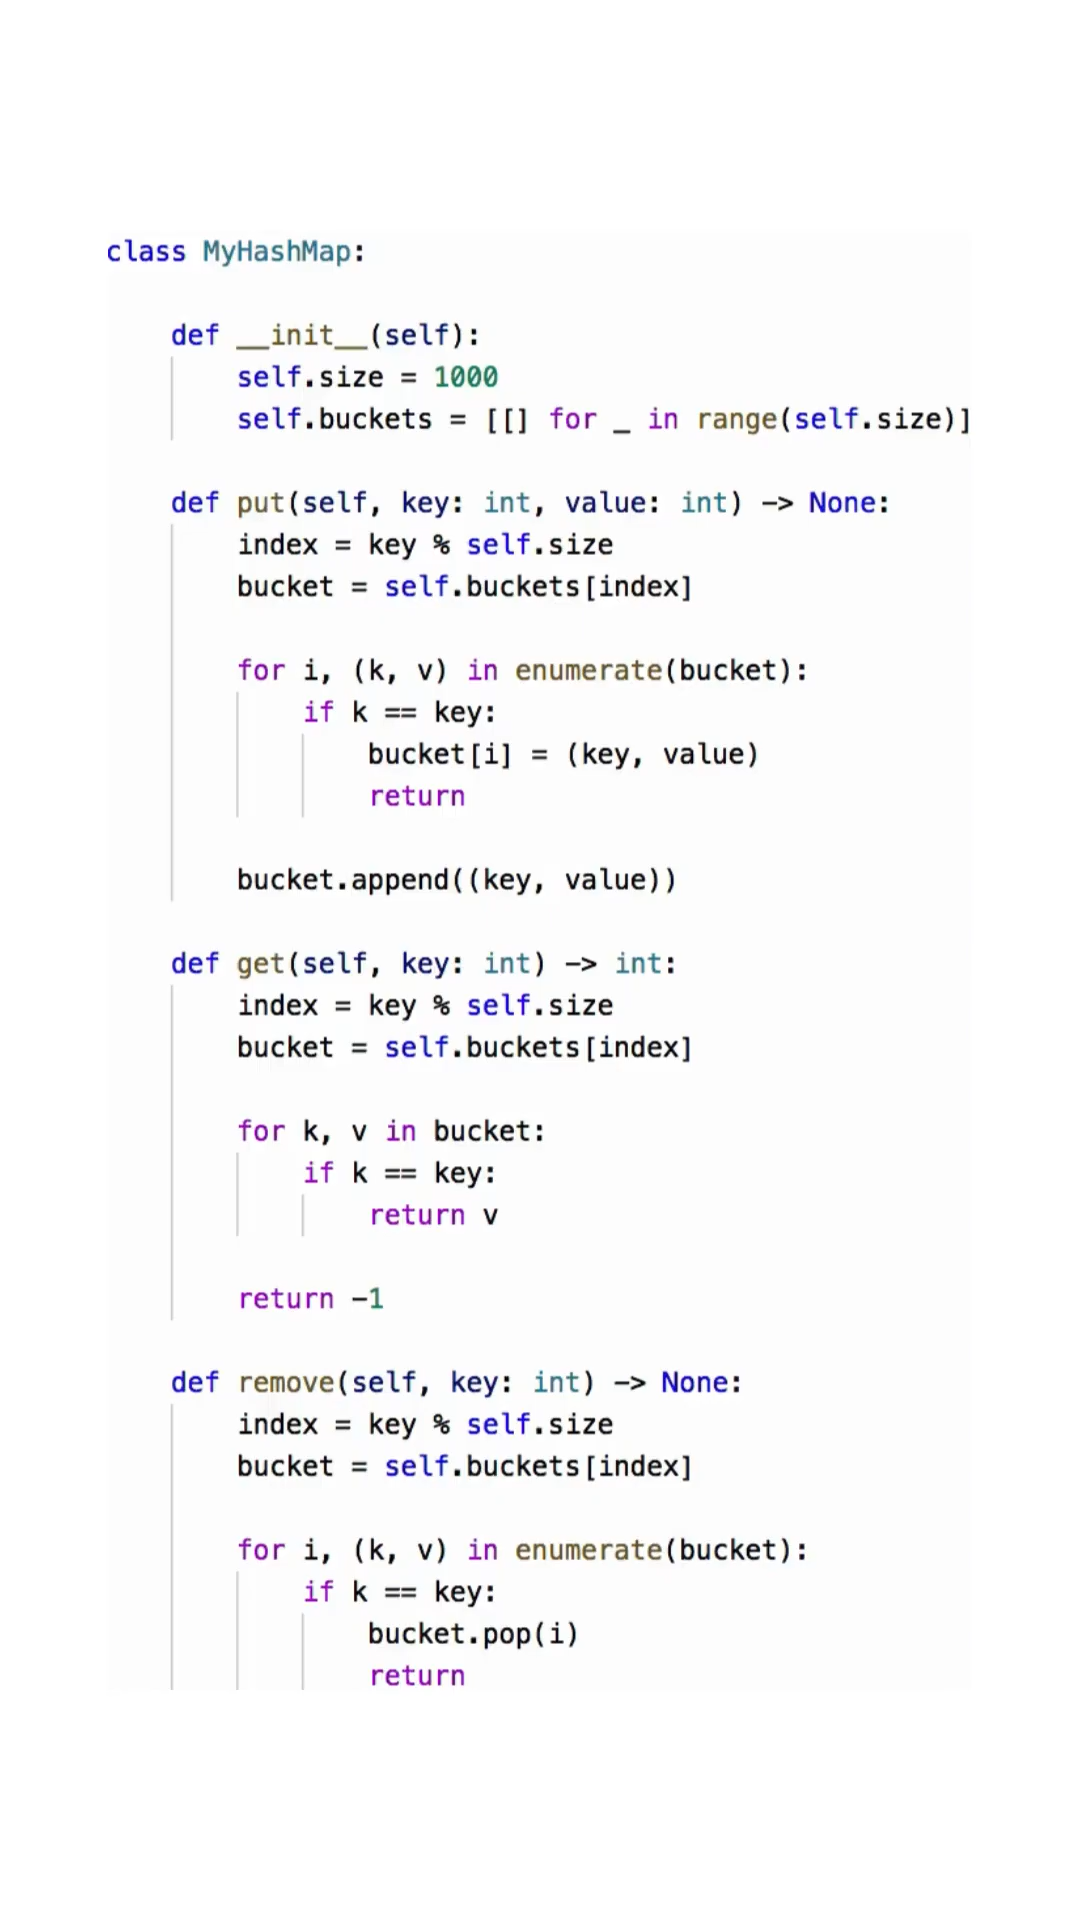 class MyHashMap:
    def __init__(self):
        self.size = 1000
        self.buckets = [[] for _ in range(self.size)]
    def put(self, key: int, value: int) -> None:
        index = key % self.size
        bucket = self.buckets[index]
        for i, (k, v) in enumerate(bucket):
            if k == key:
                bucket[i] = (key, value)
                return
        bucket.append((key, value))
    def get(self, key: int) -> int:
        index = key % self.size
        bucket = self.buckets[index]
        for k, v in bucket:
            if k == key:
                return v
        return -1
    def remove(self, key: int) -> None:
        index = key % self.size
        bucket = self.buckets[index]
        for i, (k, v) in enumerate(bucket):
            if k == key:
                bucket.pop(i)
                return